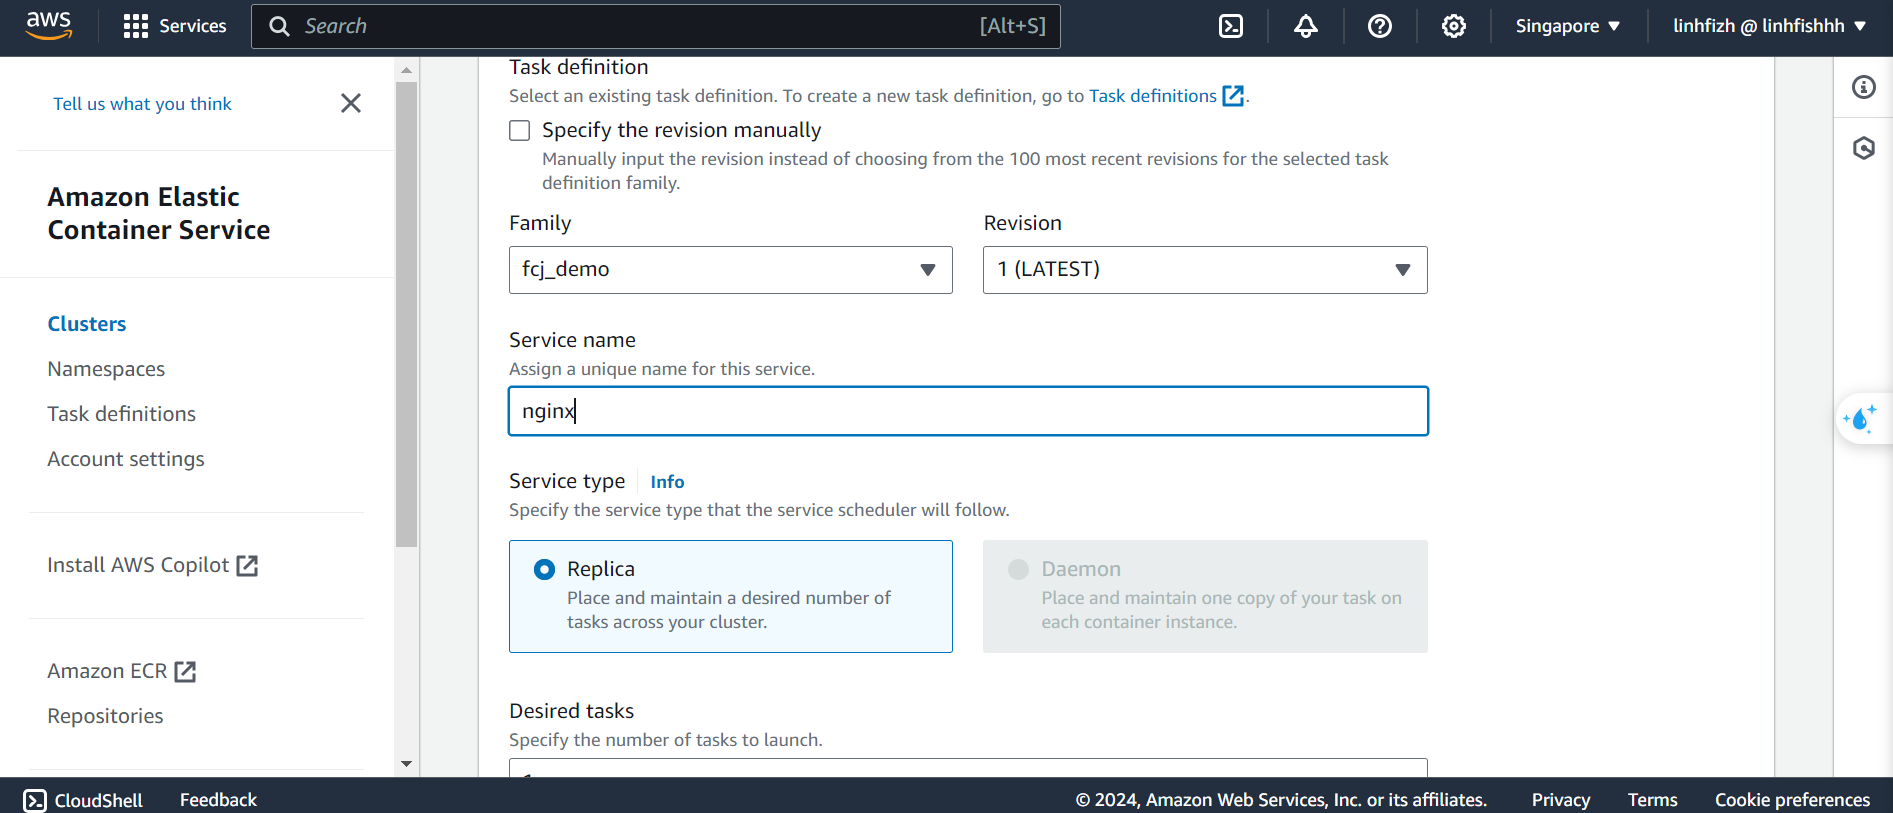 aws
Services
Search
[Alt+S]
Singapore
linhfizh @ linhfishhh
Tell us what you think
Amazon Elastic
Container Service
Clusters
Namespaces
Task definitions
Account settings
Install AWS Copilot
Amazon ECR
Repositories
Task definition
Select an existing task definition. To create a new task definition, go to Task definitions.
Specify the revision manually
Manually input the revision instead of choosing from the 100 most recent revisions for the selected task
definition family.
Family
Revision
fcj_demo
1 (LATEST)
Service name
Assign a unique name for this service.
nginx
Service type
Info
Specify the service type that the service scheduler will follow.
Replica
Place and maintain a desired number of
tasks across your cluster.
Daemon
Place and maintain one copy of your task on
each container instance.
Desired tasks
Specify the number of tasks to launch.
CloudShell
Feedback
© 2024, Amazon Web Services, Inc. or its affiliates.
Privacy
Terms
Cookie preferences